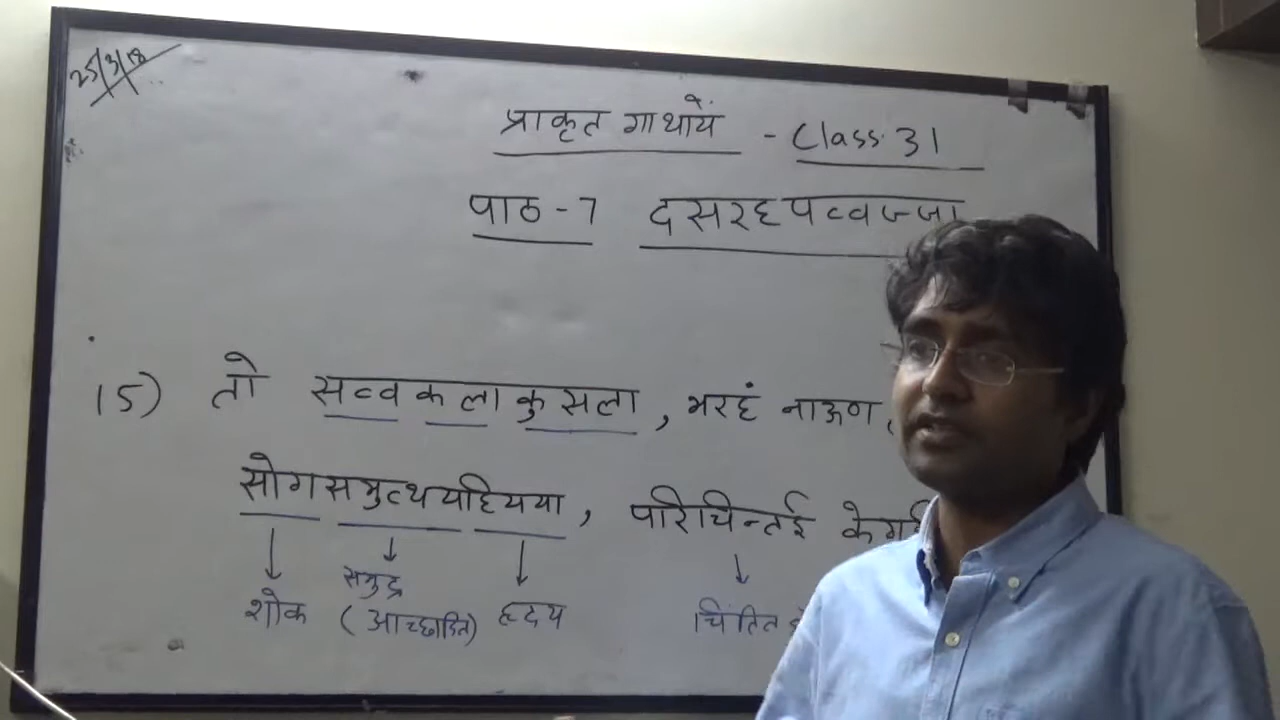 25/3/18
प्राकृत गाथायें - Class 31
पाठ - 7 दसरहपव्वज्जा
15) तो सव्वकलाकुसला, भरहं नाऊण,
सोगसमुत्थयहियया, परिचिन्तई
समुद्र
शोक (आच्छादित) हृदय चिंतित